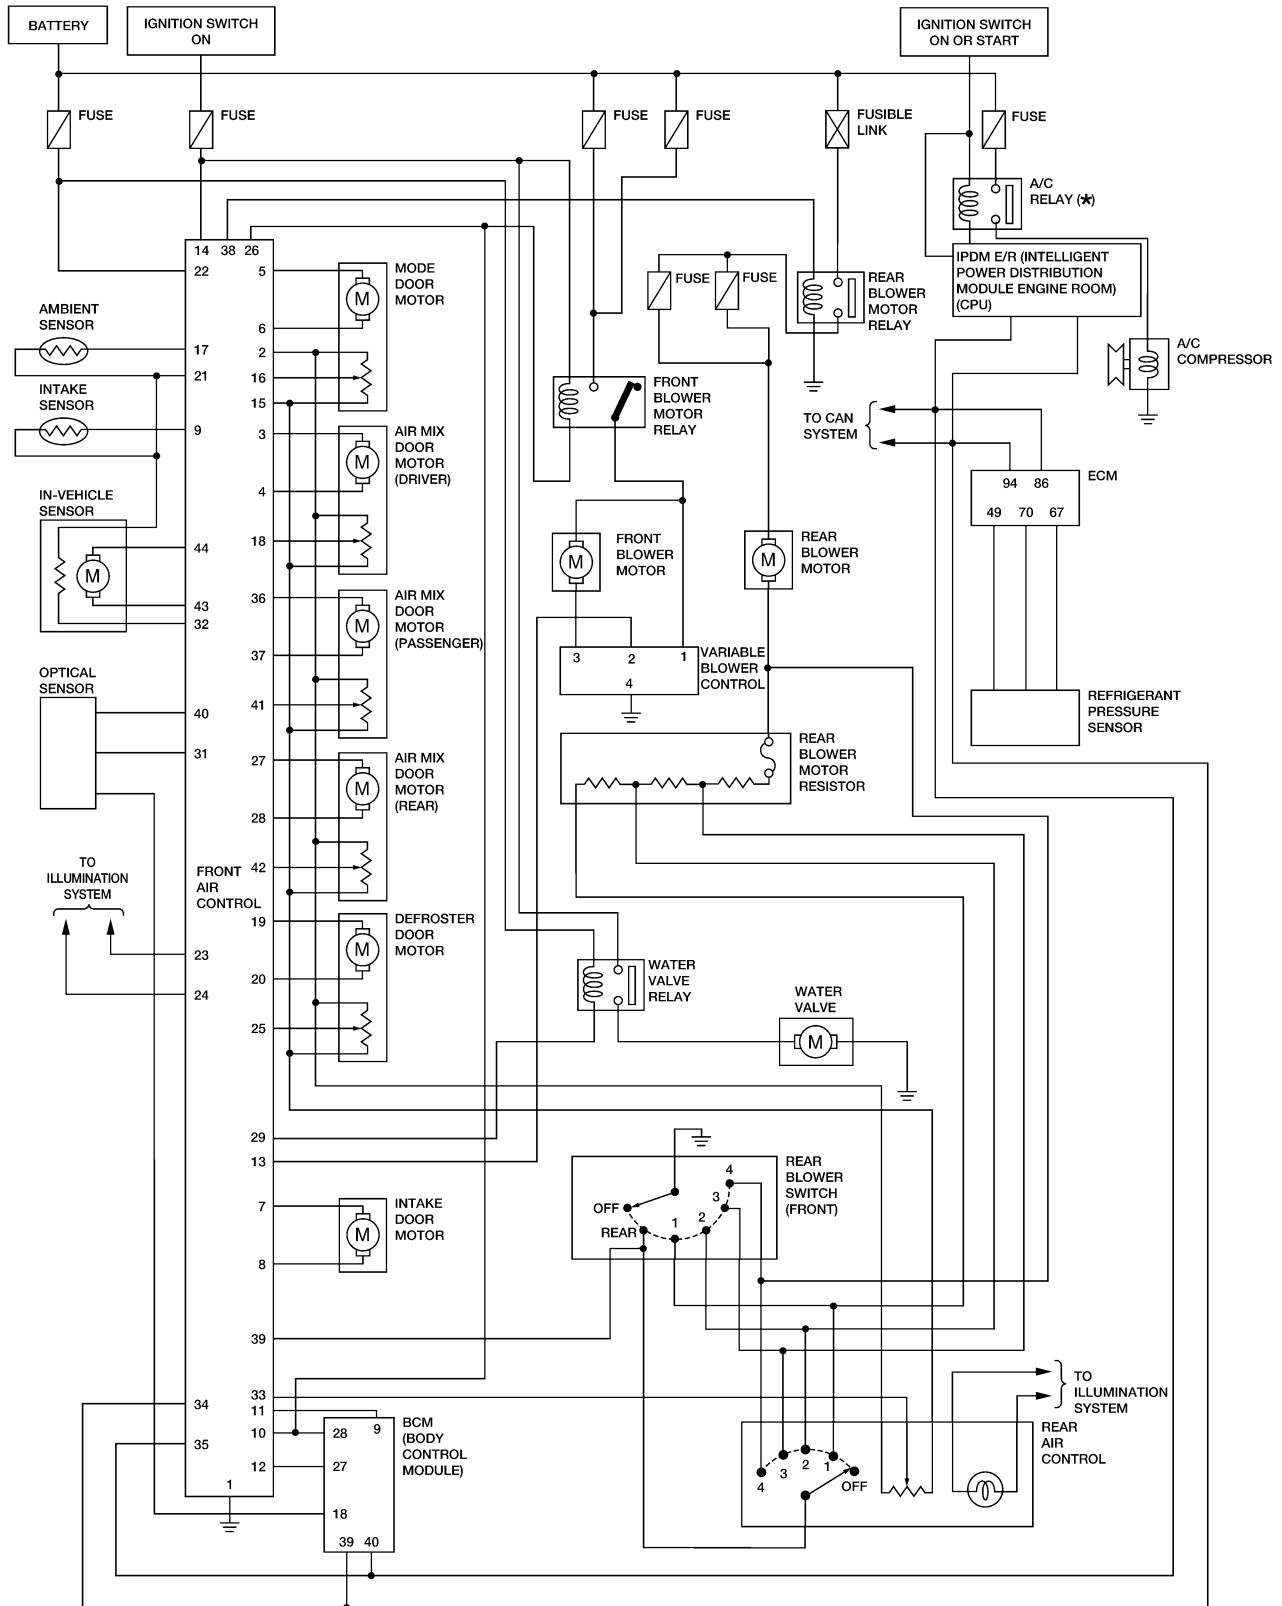 BATTERY
IGNITION SWITCH
ON
IGNITION SWITCH
ON OR START
FUSE
FUSE
FUSE
FUSE
FUSIBLE
LINK
FUSE
A/C
RELAY (*)
14 38 26
22
5
MODE
DOOR
MOTOR
M
6
IPDM E/R (INTELLIGENT
POWER DISTRIBUTION
MODULE ENGINE ROOM)
(CPU)
FUSE
FUSE
REAR
BLOWER
MOTOR
RELAY
AMBIENT
SENSOR
17
21
2
16
15
A/C
COMPRESSOR
INTAKE
SENSOR
9
FRONT
BLOWER
MOTOR
RELAY
TO CAN
SYSTEM
3
AIR MIX
DOOR
MOTOR
(DRIVER)
M
4
18
94 86
ECM
49 70 67
IN-VEHICLE
SENSOR
M
44
43
32
FRONT
BLOWER
MOTOR
M
REAR
BLOWER
MOTOR
M
36
AIR MIX
DOOR
MOTOR
(PASSENGER)
M
37
41
3 2 1
4
VARIABLE
BLOWER
CONTROL
OPTICAL
SENSOR
40
31
REFRIGERANT
PRESSURE
SENSOR
REAR
BLOWER
MOTOR
RESISTOR
27
AIR MIX
DOOR
MOTOR
(REAR)
M
28
42
FRONT
AIR
CONTROL
TO
ILLUMINATION
SYSTEM
23
24
19
DEFROSTER
DOOR
MOTOR
M
20
25
WATER
VALVE
RELAY
WATER
VALVE
M
29
13
7
INTAKE
DOOR
MOTOR
M
8
REAR
BLOWER
SWITCH
(FRONT)
OFF
REAR
1
2
3
4
39
33
11
10
12
34
35
1
BCM
(BODY
CONTROL
MODULE)
28 9
27
18
39 40
TO
ILLUMINATION
SYSTEM
REAR
AIR
CONTROL
4
3
2
1
OFF